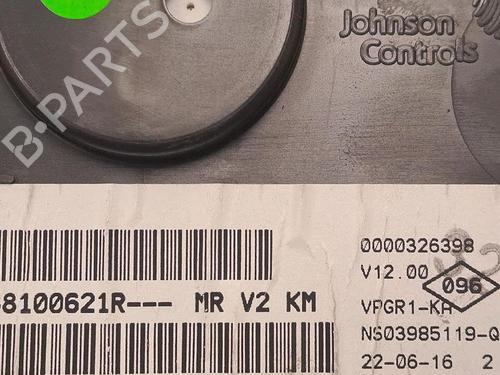 Johnson
Controls
B-PARTS
0000326398
V12.00
096
8100621R--- MR V2 KM
VPGR1-KA
NS03985119-Q
22-06-16 2